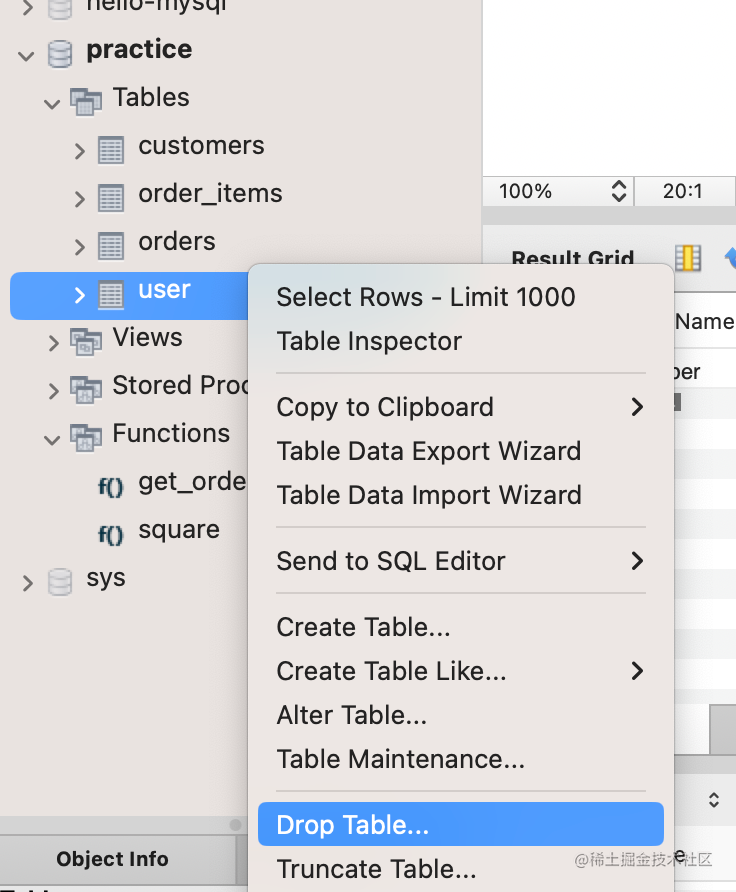 hello-mysql
practice
Tables
customers
order_items
orders
user
Views
Stored Proc
Functions
get_orde
square
sys
Object Info
100%
20:1
Result Grid
Name
ber
Select Rows - Limit 1000
Table Inspector
Copy to Clipboard
Table Data Export Wizard
Table Data Import Wizard
Send to SQL Editor
Create Table...
Create Table Like...
Alter Table...
Table Maintenance...
Drop Table...
Truncate Table...
@稀土掘金技术社区